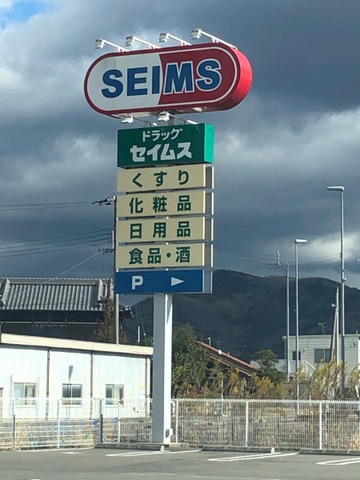 SEIMS
ドラッグ
セイムス
くすり
化粧品
日用品
食品・酒
P